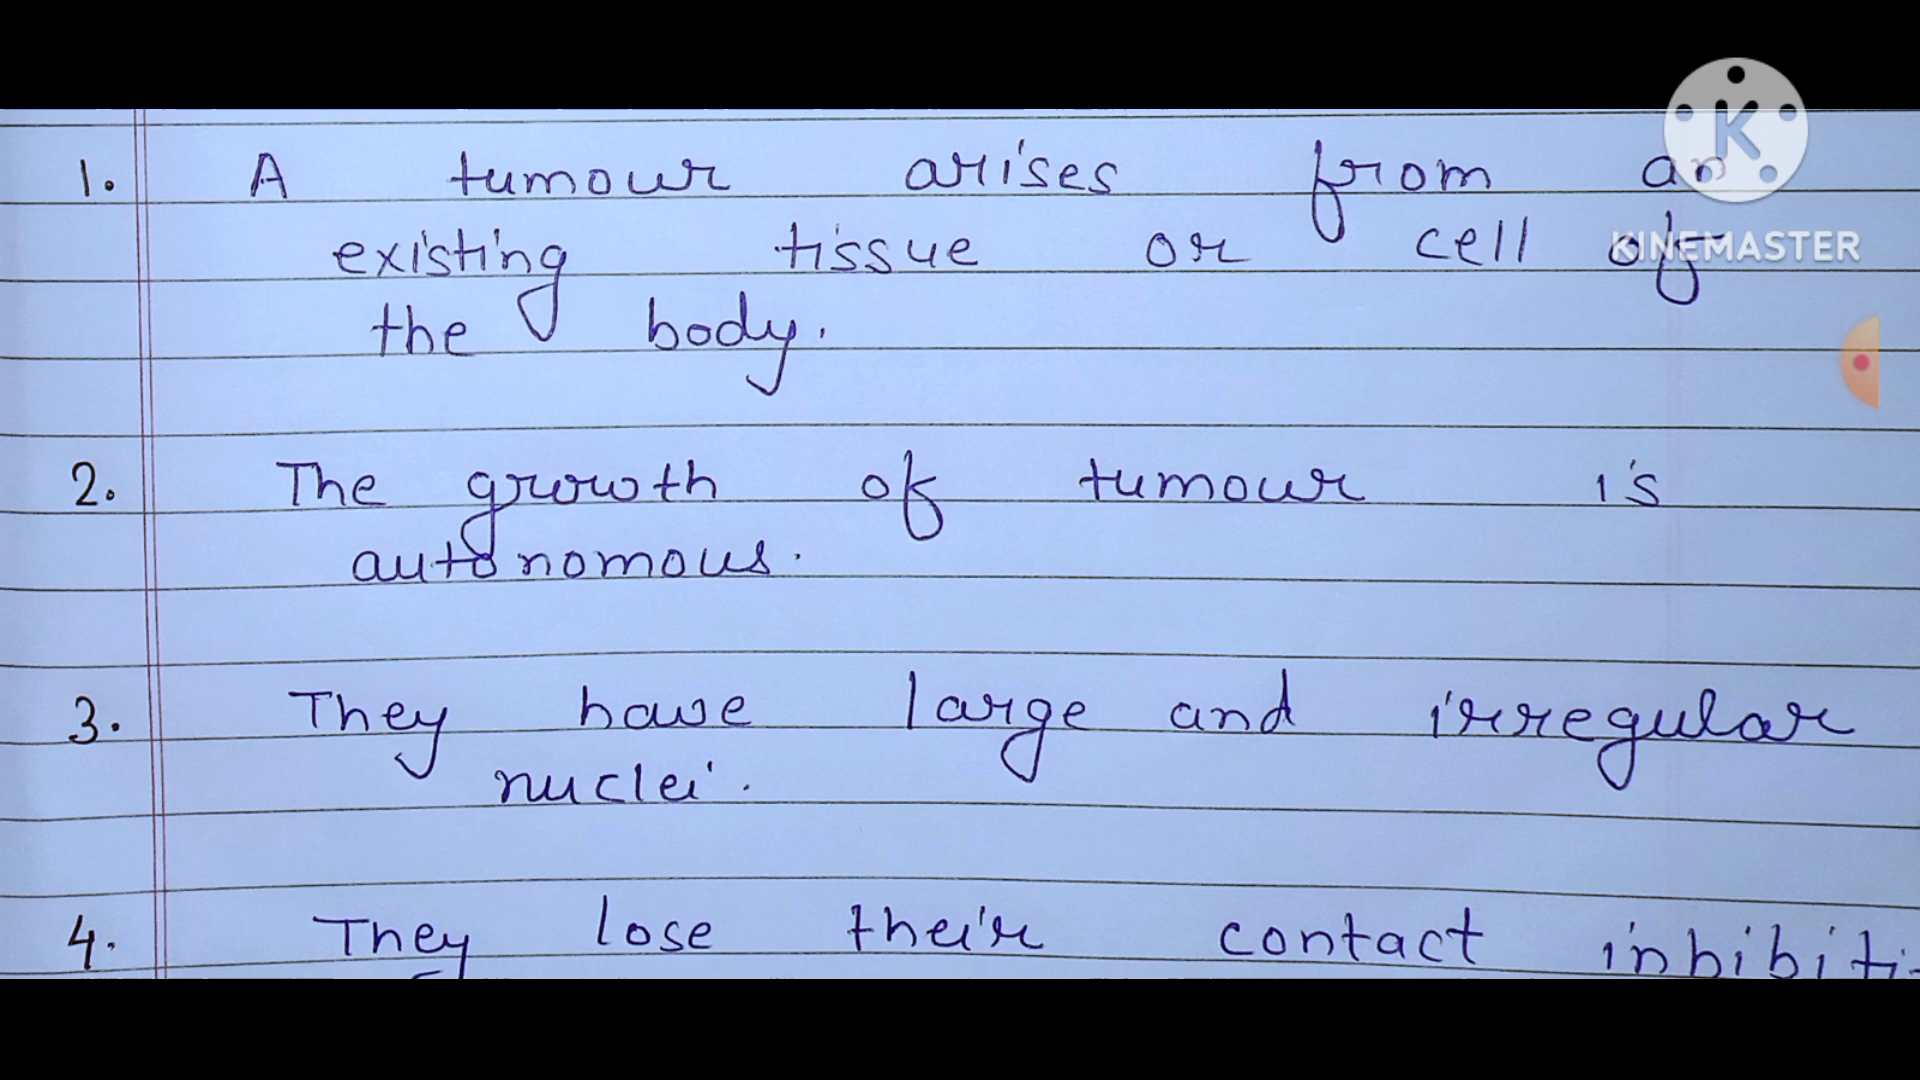 K
KINEMASTER
1. A tumour arises from an
existing tissue or cell of
the body.
2. The growth of tumour is
autonomous.
3. They have large and irregular
nuclei.
4. They lose their contact inhibiti-